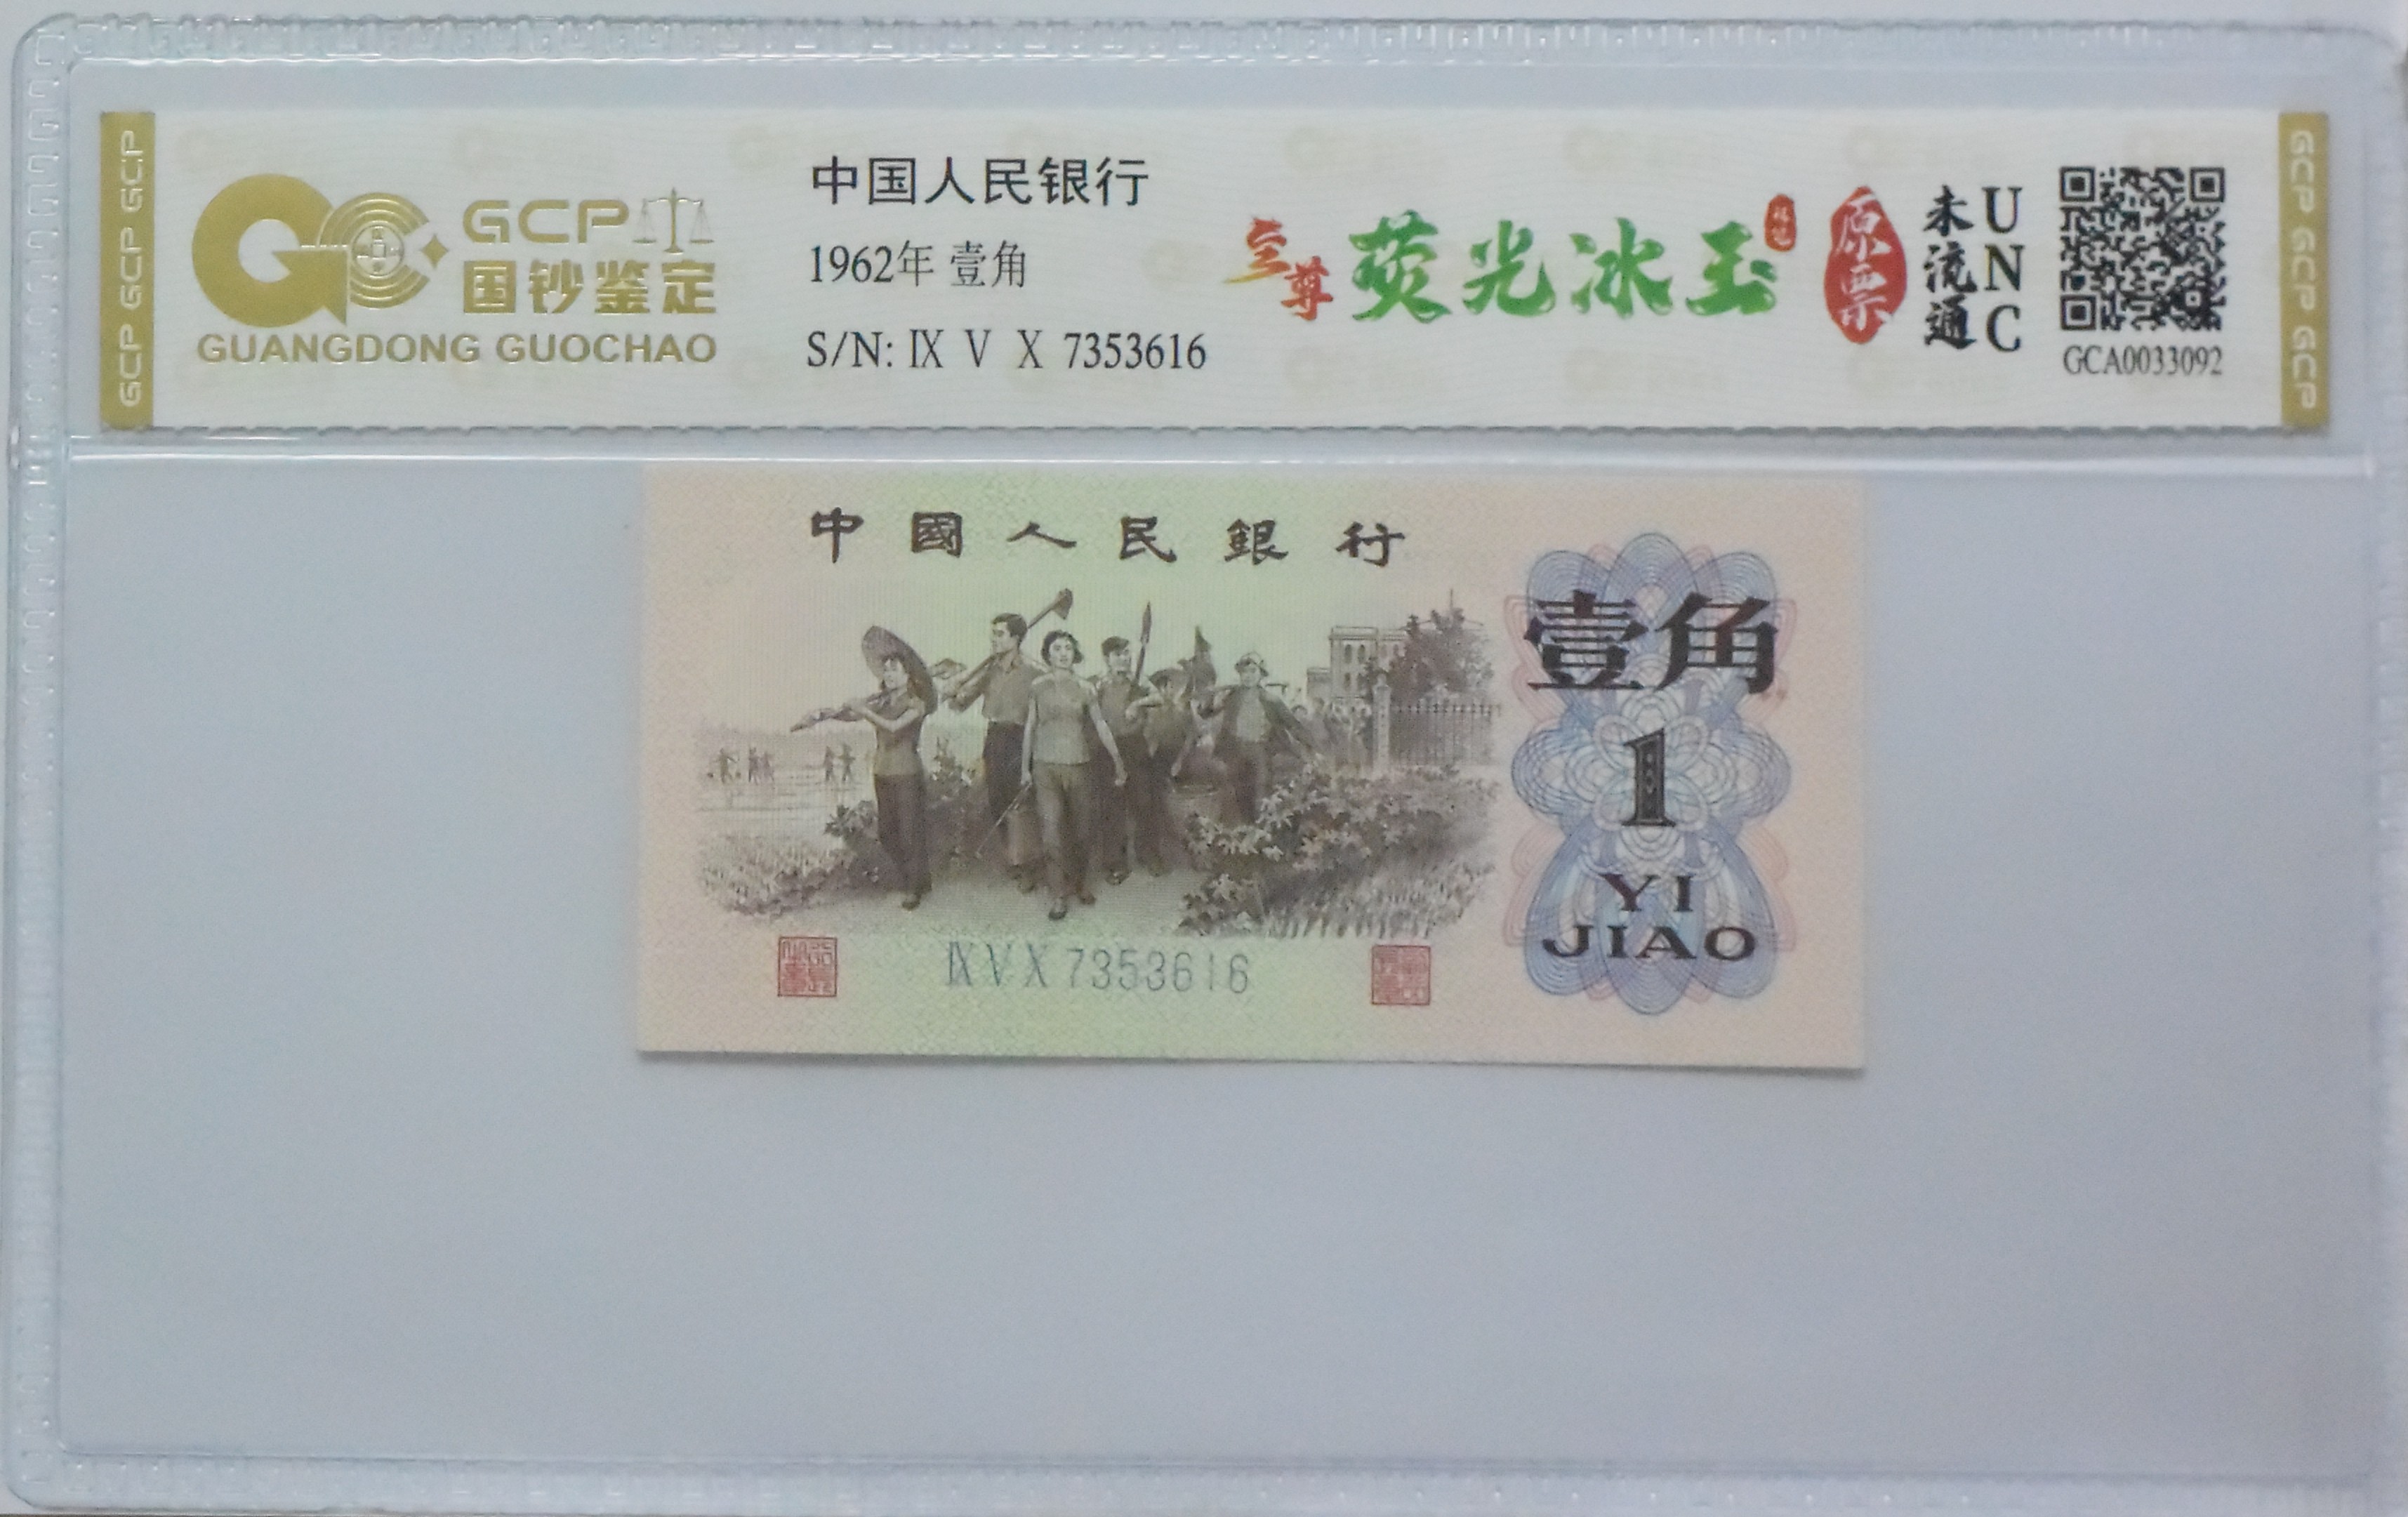 GCP GCP GCP
GCP
国钞鉴定
GUANGDONG GUOCHAO
中国人民银行
1962年 壹角
S/N: Ⅸ Ⅴ Ⅹ 7353616
至尊 荧光冰玉
原票
未流通
UNC
GCA0033092
GCP GCP GCP
中國人民銀行
壹角
1
YI
JIAO
ⅨⅤⅩ7353616